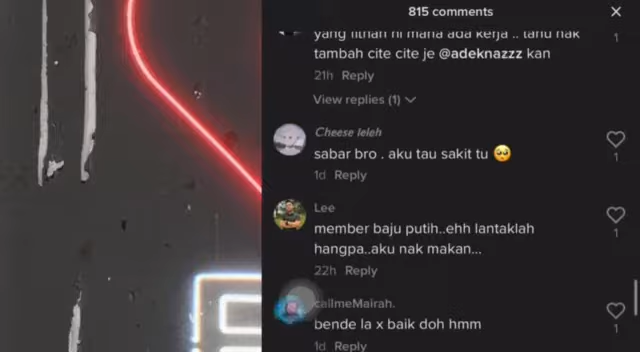 815 comments
yang lithan ni mana ada kerja .. tahu nak
1
tambah cite cite je @adeknazzz kan
21h Reply
View replies (1)
Cheese leleh
sabar bro . aku tau sakit tu 🥺
1
1d Reply
Lee
member baju putih..ehh lantaklah
hangpa..aku nak makan...
1
22h Reply
callmeMairah.
bende la x baik doh hmm
1
1d Reply